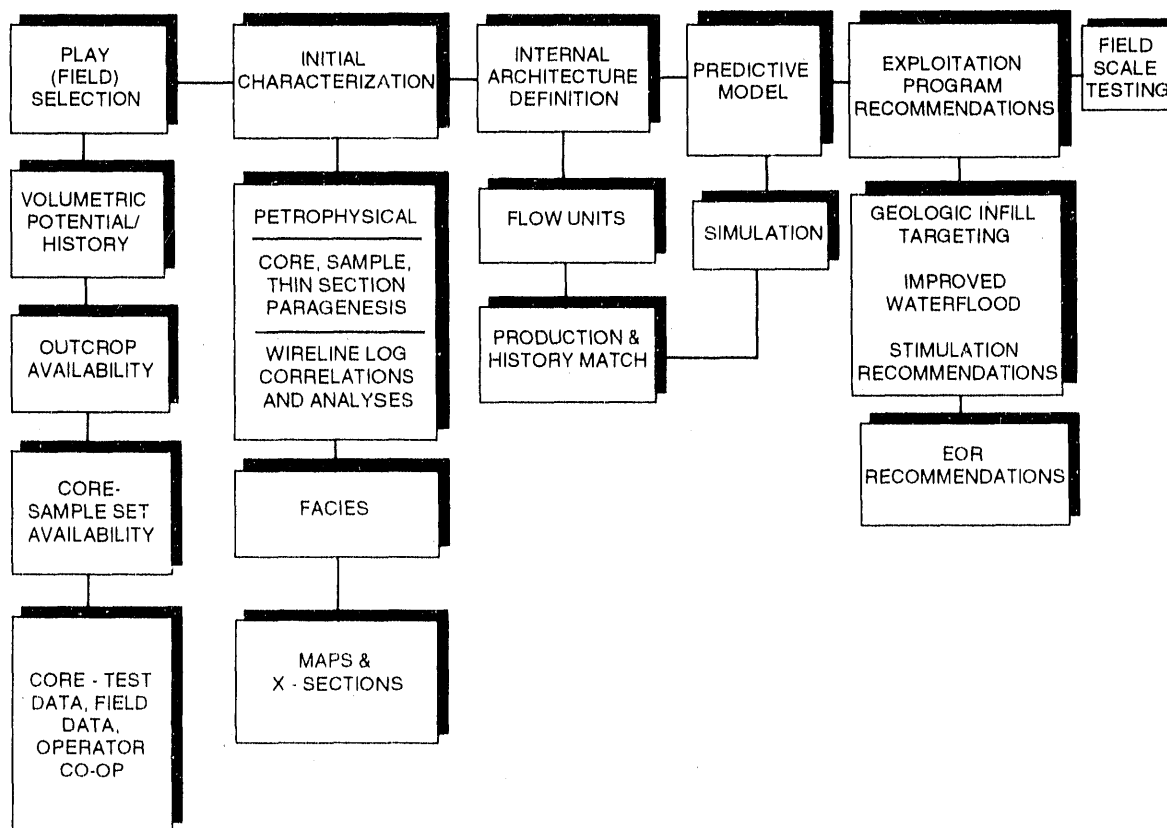 PLAY
(FIELD)
SELECTION
INITIAL
CHARACTERIZATION
INTERNAL
ARCHITECTURE
DEFINITION
PREDICTIVE
MODEL
EXPLOITATION
PROGRAM
RECOMMENDATIONS
FIELD
SCALE
TESTING
VOLUMETRIC
POTENTIAL/
HISTORY
OUTCROP
AVAILABILITY
CORE-
SAMPLE SET
AVAILABILITY
CORE - TEST
DATA, FIELD
DATA,
OPERATOR
CO-OP
PETROPHYSICAL
CORE, SAMPLE,
THIN SECTION
PARAGENESIS
WIRELINE LOG
CORRELATIONS
AND ANALYSES
FACIES
MAPS &
X - SECTIONS
FLOW UNITS
PRODUCTION &
HISTORY MATCH
SIMULATION
GEOLOGIC INFILL
TARGETING
IMPROVED
WATERFLOOD
STIMULATION
RECOMMENDATIONS
EOR
RECOMMENDATIONS